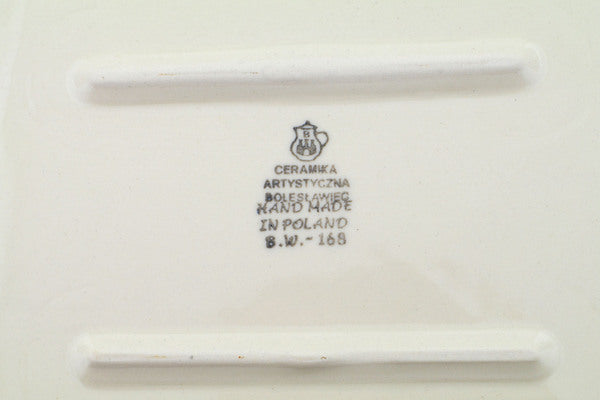 B
CERAMIKA
ARTYSTYCZNA
BOLESŁAWIEC
HAND MADE
IN POLAND
B.W.-168